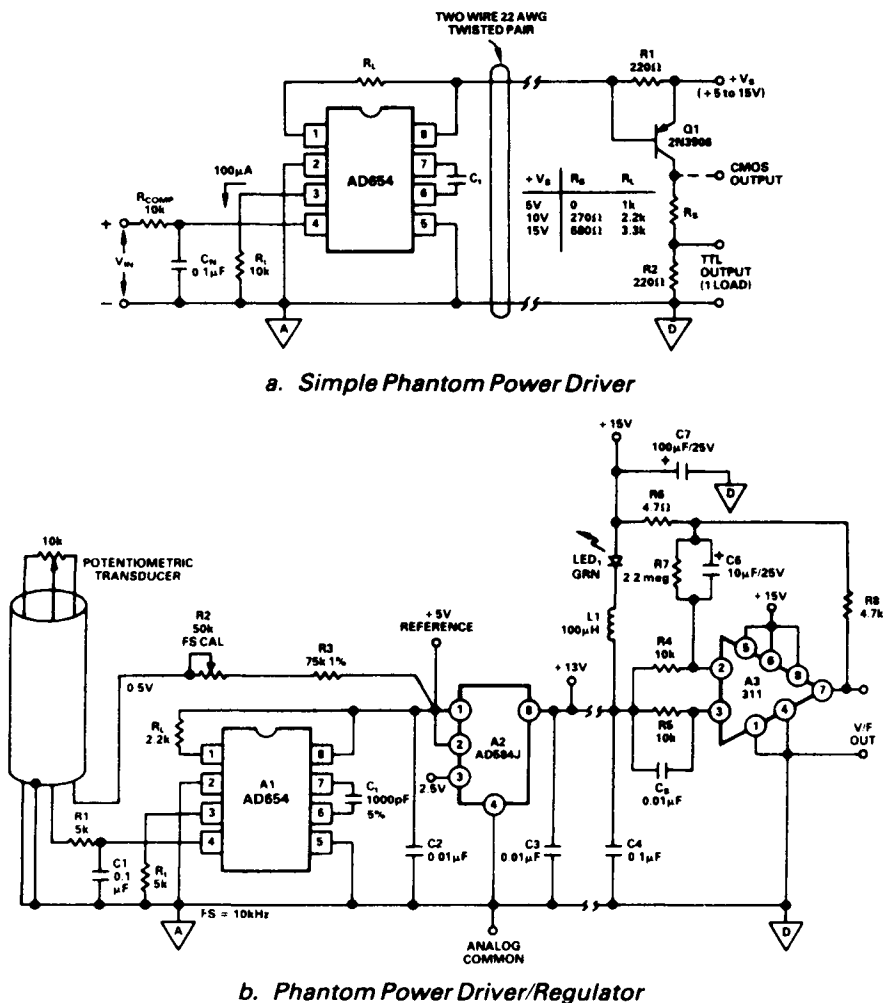 TWO WIRE 22 AWG
TWISTED PAIR
RL
R1
220Ω
+ VS
(+5 to 15V)
1
8
2
7
3
6
4
5
AD654
C1
Q1
2N3906
CMOS
OUTPUT
100µA
RCOMP
10k
+
VIN
−
CN
0 1µF
R1
10k
+ VS RS RL
5V 0 1k
10V 270Ω 2.2k
15V 680Ω 3.3k
RS
TTL
OUTPUT
(1 LOAD)
R2
220Ω
A
D
a. Simple Phantom Power Driver
+ 15V
C7
100µF/25V
+
D
R6
4.7Ω
10k
POTENTIOMETRIC
TRANSDUCER
LED1
GRN
R7
2 2 meg
+
C6
10µF/25V
R8
4.7k
R2
50k
FS CAL
R3
75k 1%
+ 5V
REFERENCE
L1
100µH
+ 15V
0 5V
+ 13V
R4
10k
A3
311
2
5
6
8
7
3
1
4
RL
2.2k
1
8
2
7
3
6
4
5
A1
AD654
C1
1000pF
5%
1
2
3
8
4
A2
AD584J
2.5V
R5
10k
CS
0.01µF
V/F
OUT
R1
5k
C1
0.1
µF
R1
5k
C2
0 01µF
C3
0 01µF
C4
0 1µF
A
FS = 10kHz
ANALOG
COMMON
D
b. Phantom Power Driver/Regulator